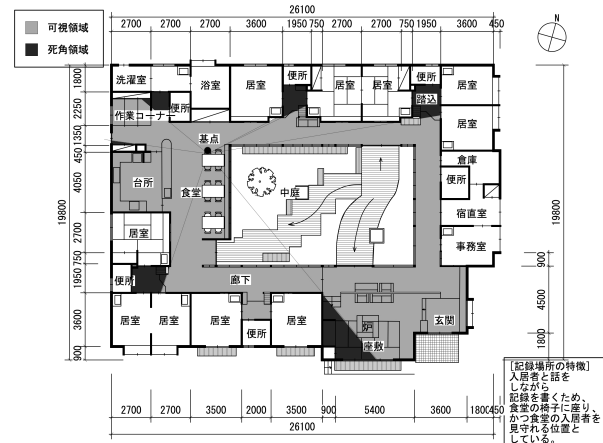 26100
2700 2700 2700 3600 1950 750 2700 2700 750 1950 3600 450
可視領域
死角領域
洗濯室
浴室
居室
便所
居室
居室
便所
居室
作業コーナー
便所
踏込
基点
居室
台所
食堂
中庭
倉庫
便所
宿直室
居室
事務室
便所
廊下
居室
居室
居室
便所
居室
炉
座敷
玄関
19800
1800
2250
1350
450
4050
2700
750
1950
3600
900
19800
900
4500
1800
2700 2700 3500 2000 3500 900 5400 3600 1800 450
26100
[記録場所の特徴]
入居者と話を
しながら
記録を書くため、
食堂の椅子に座り、
かつ食堂の入居者を
見守れる位置と
している。